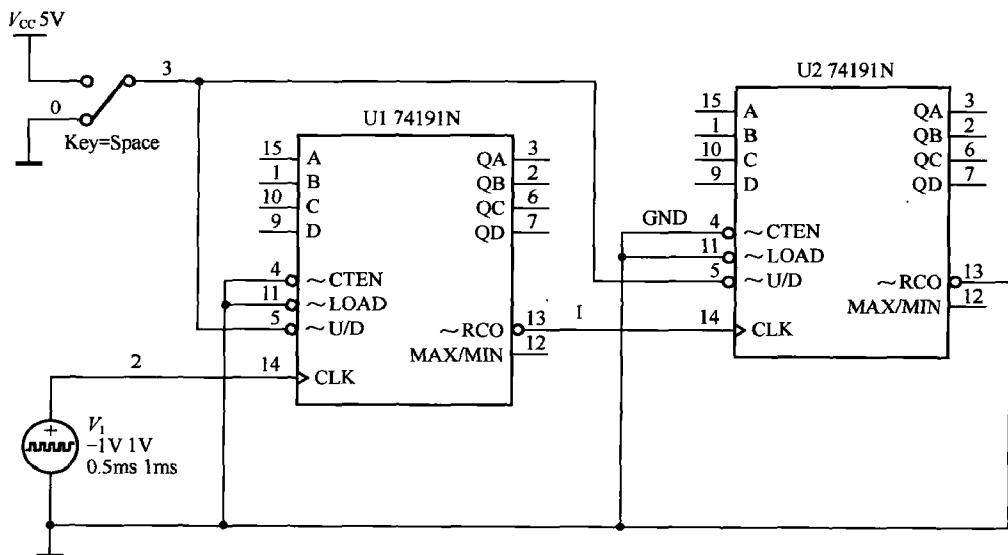 Vcc 5V
3
0
Key=Space
U1 74191N
15 A QA 3
1 B QB 2
10 C QC 6
9 D QD 7
4 ~CTEN
11 ~LOAD
5 ~U/D
~RCO 13
MAX/MIN 12
14 CLK
I
2
V1
−1V 1V
0.5ms 1ms
U2 74191N
15 A QA 3
1 B QB 2
10 C QC 6
9 D QD 7
GND
4 ~CTEN
11 ~LOAD
5 ~U/D
~RCO 13
MAX/MIN 12
14 CLK